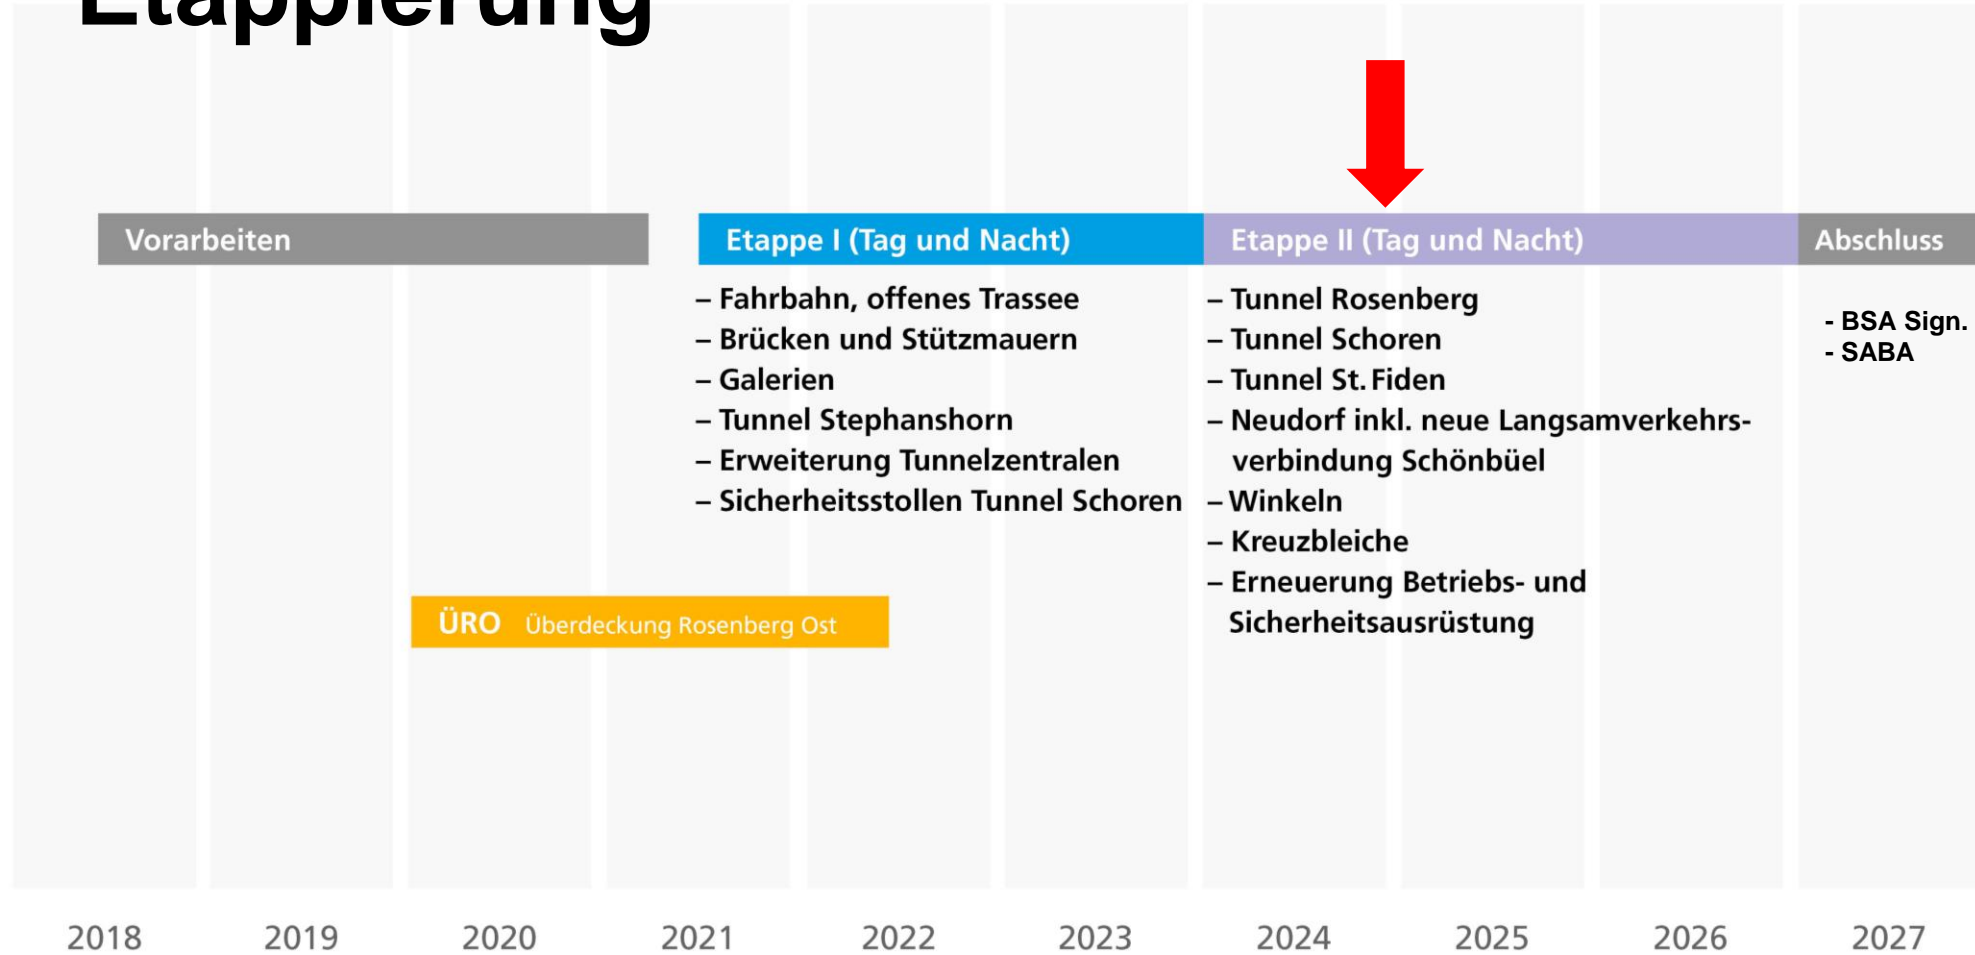 Etappierung
Vorarbeiten
Etappe I (Tag und Nacht)
Etappe II (Tag und Nacht)
Abschluss
– Fahrbahn, offenes Trassee
– Brücken und Stützmauern
– Galerien
– Tunnel Stephanshorn
– Erweiterung Tunnelzentralen
– Sicherheitsstollen Tunnel Schoren
– Tunnel Rosenberg
– Tunnel Schoren
– Tunnel St. Fiden
– Neudorf inkl. neue Langsamverkehrs-
verbindung Schönbüel
– Winkeln
– Kreuzbleiche
– Erneuerung Betriebs- und
Sicherheitsausrüstung
- BSA Sign.
- SABA
ÜRO Überdeckung Rosenberg Ost
2018 2019 2020 2021 2022 2023 2024 2025 2026 2027